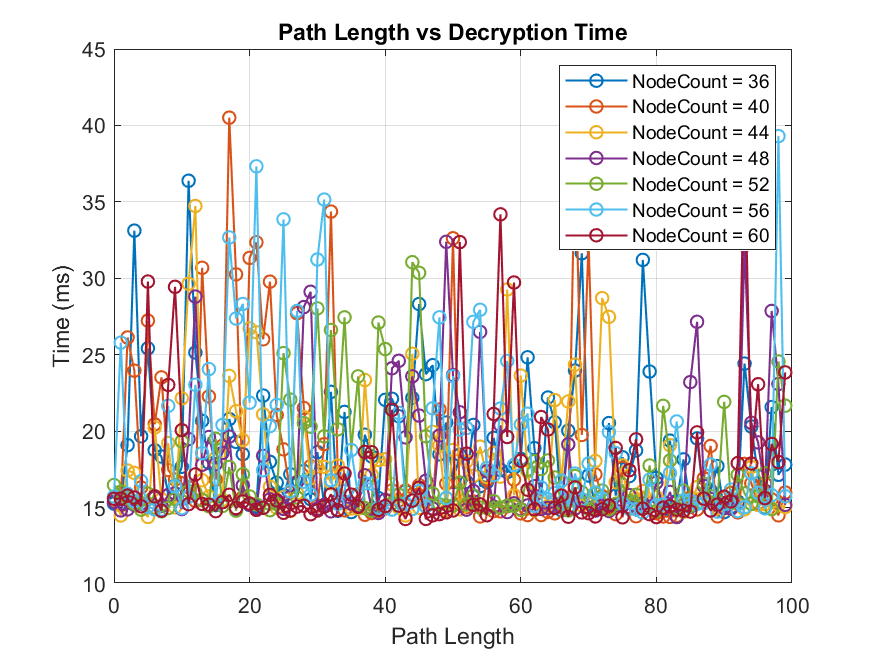 Path Length vs Decryption Time
45
40
35
30
25
20
15
10
Time (ms)
NodeCount = 36
NodeCount = 40
NodeCount = 44
NodeCount = 48
NodeCount = 52
NodeCount = 56
NodeCount = 60
0 20 40 60 80 100
Path Length